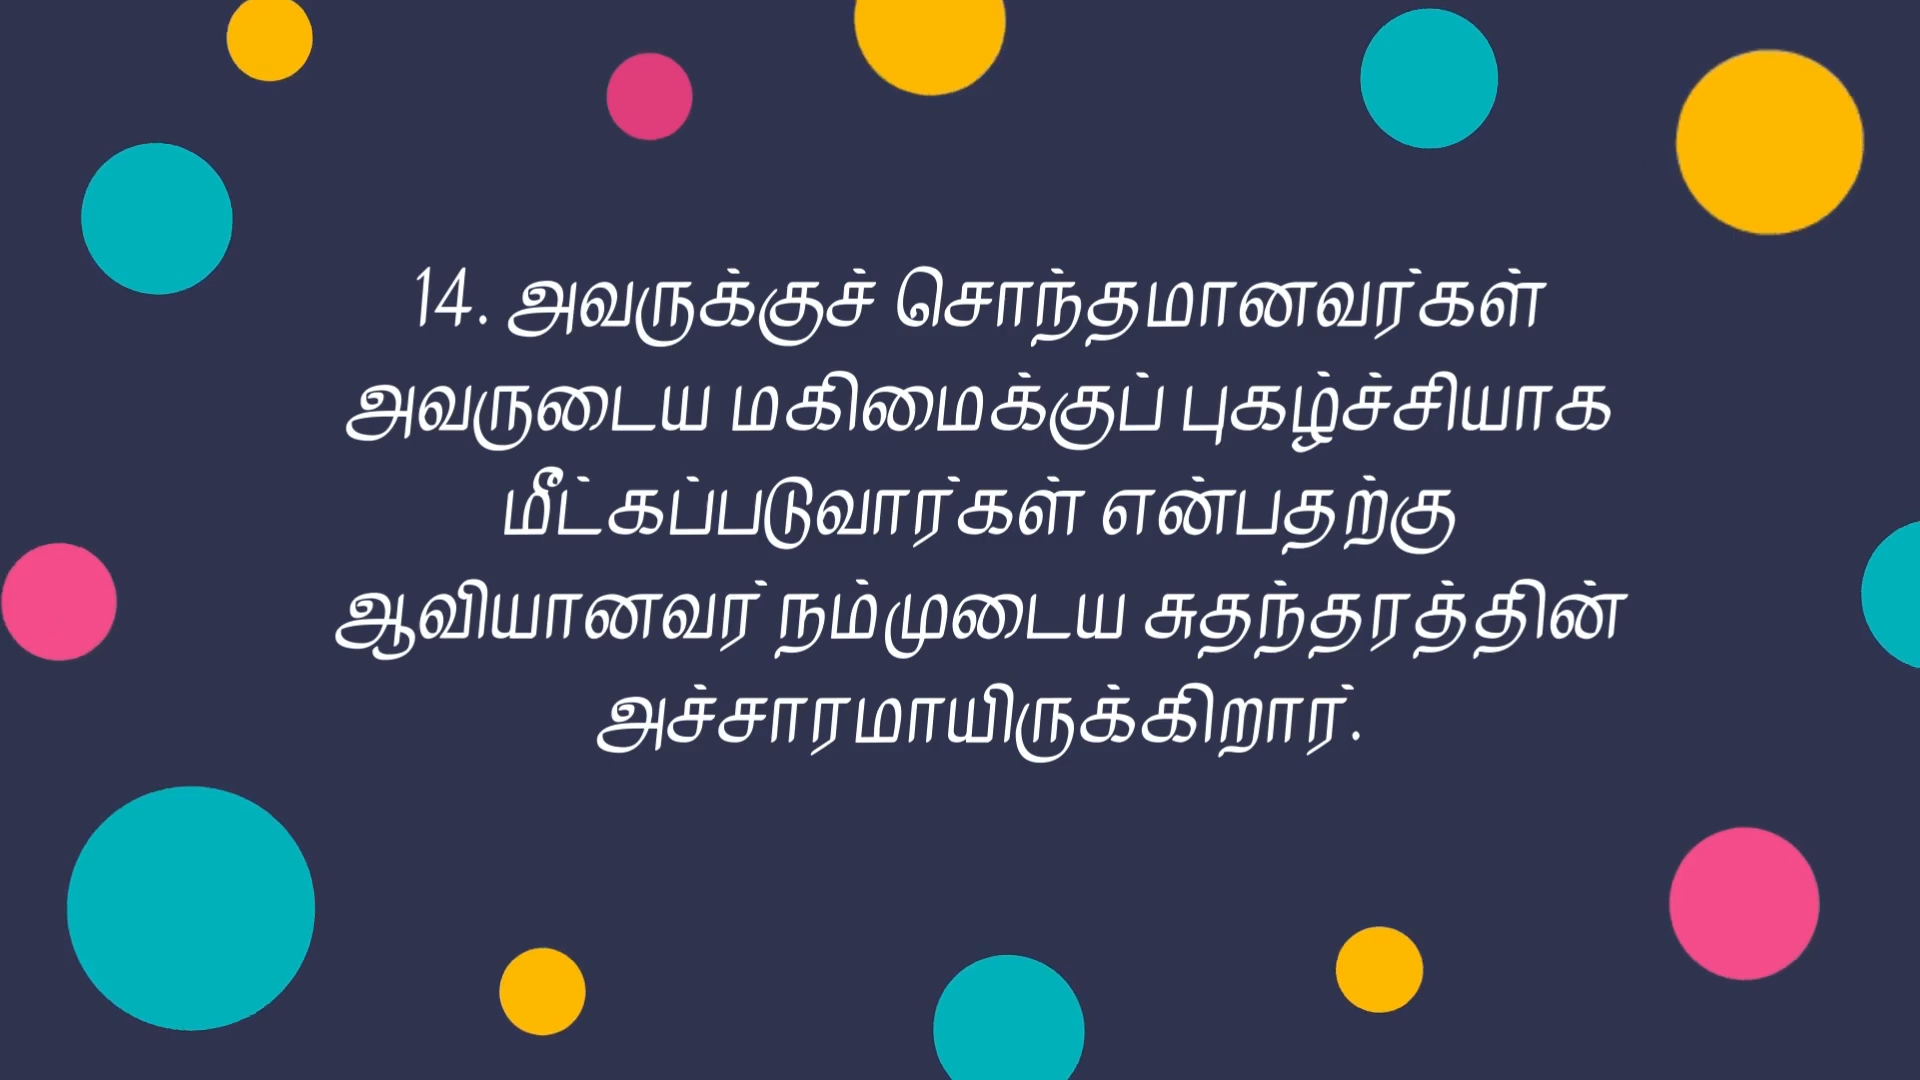 14. அவருக்குச் சொந்தமானவர்கள்
அவருடைய மகிமைக்குப் புகழ்ச்சியாக
மீட்கப்படுவார்கள் என்பதற்கு
ஆவியானவர் நம்முடைய சுதந்தரத்தின்
அச்சாரமாயிருக்கிறார்.